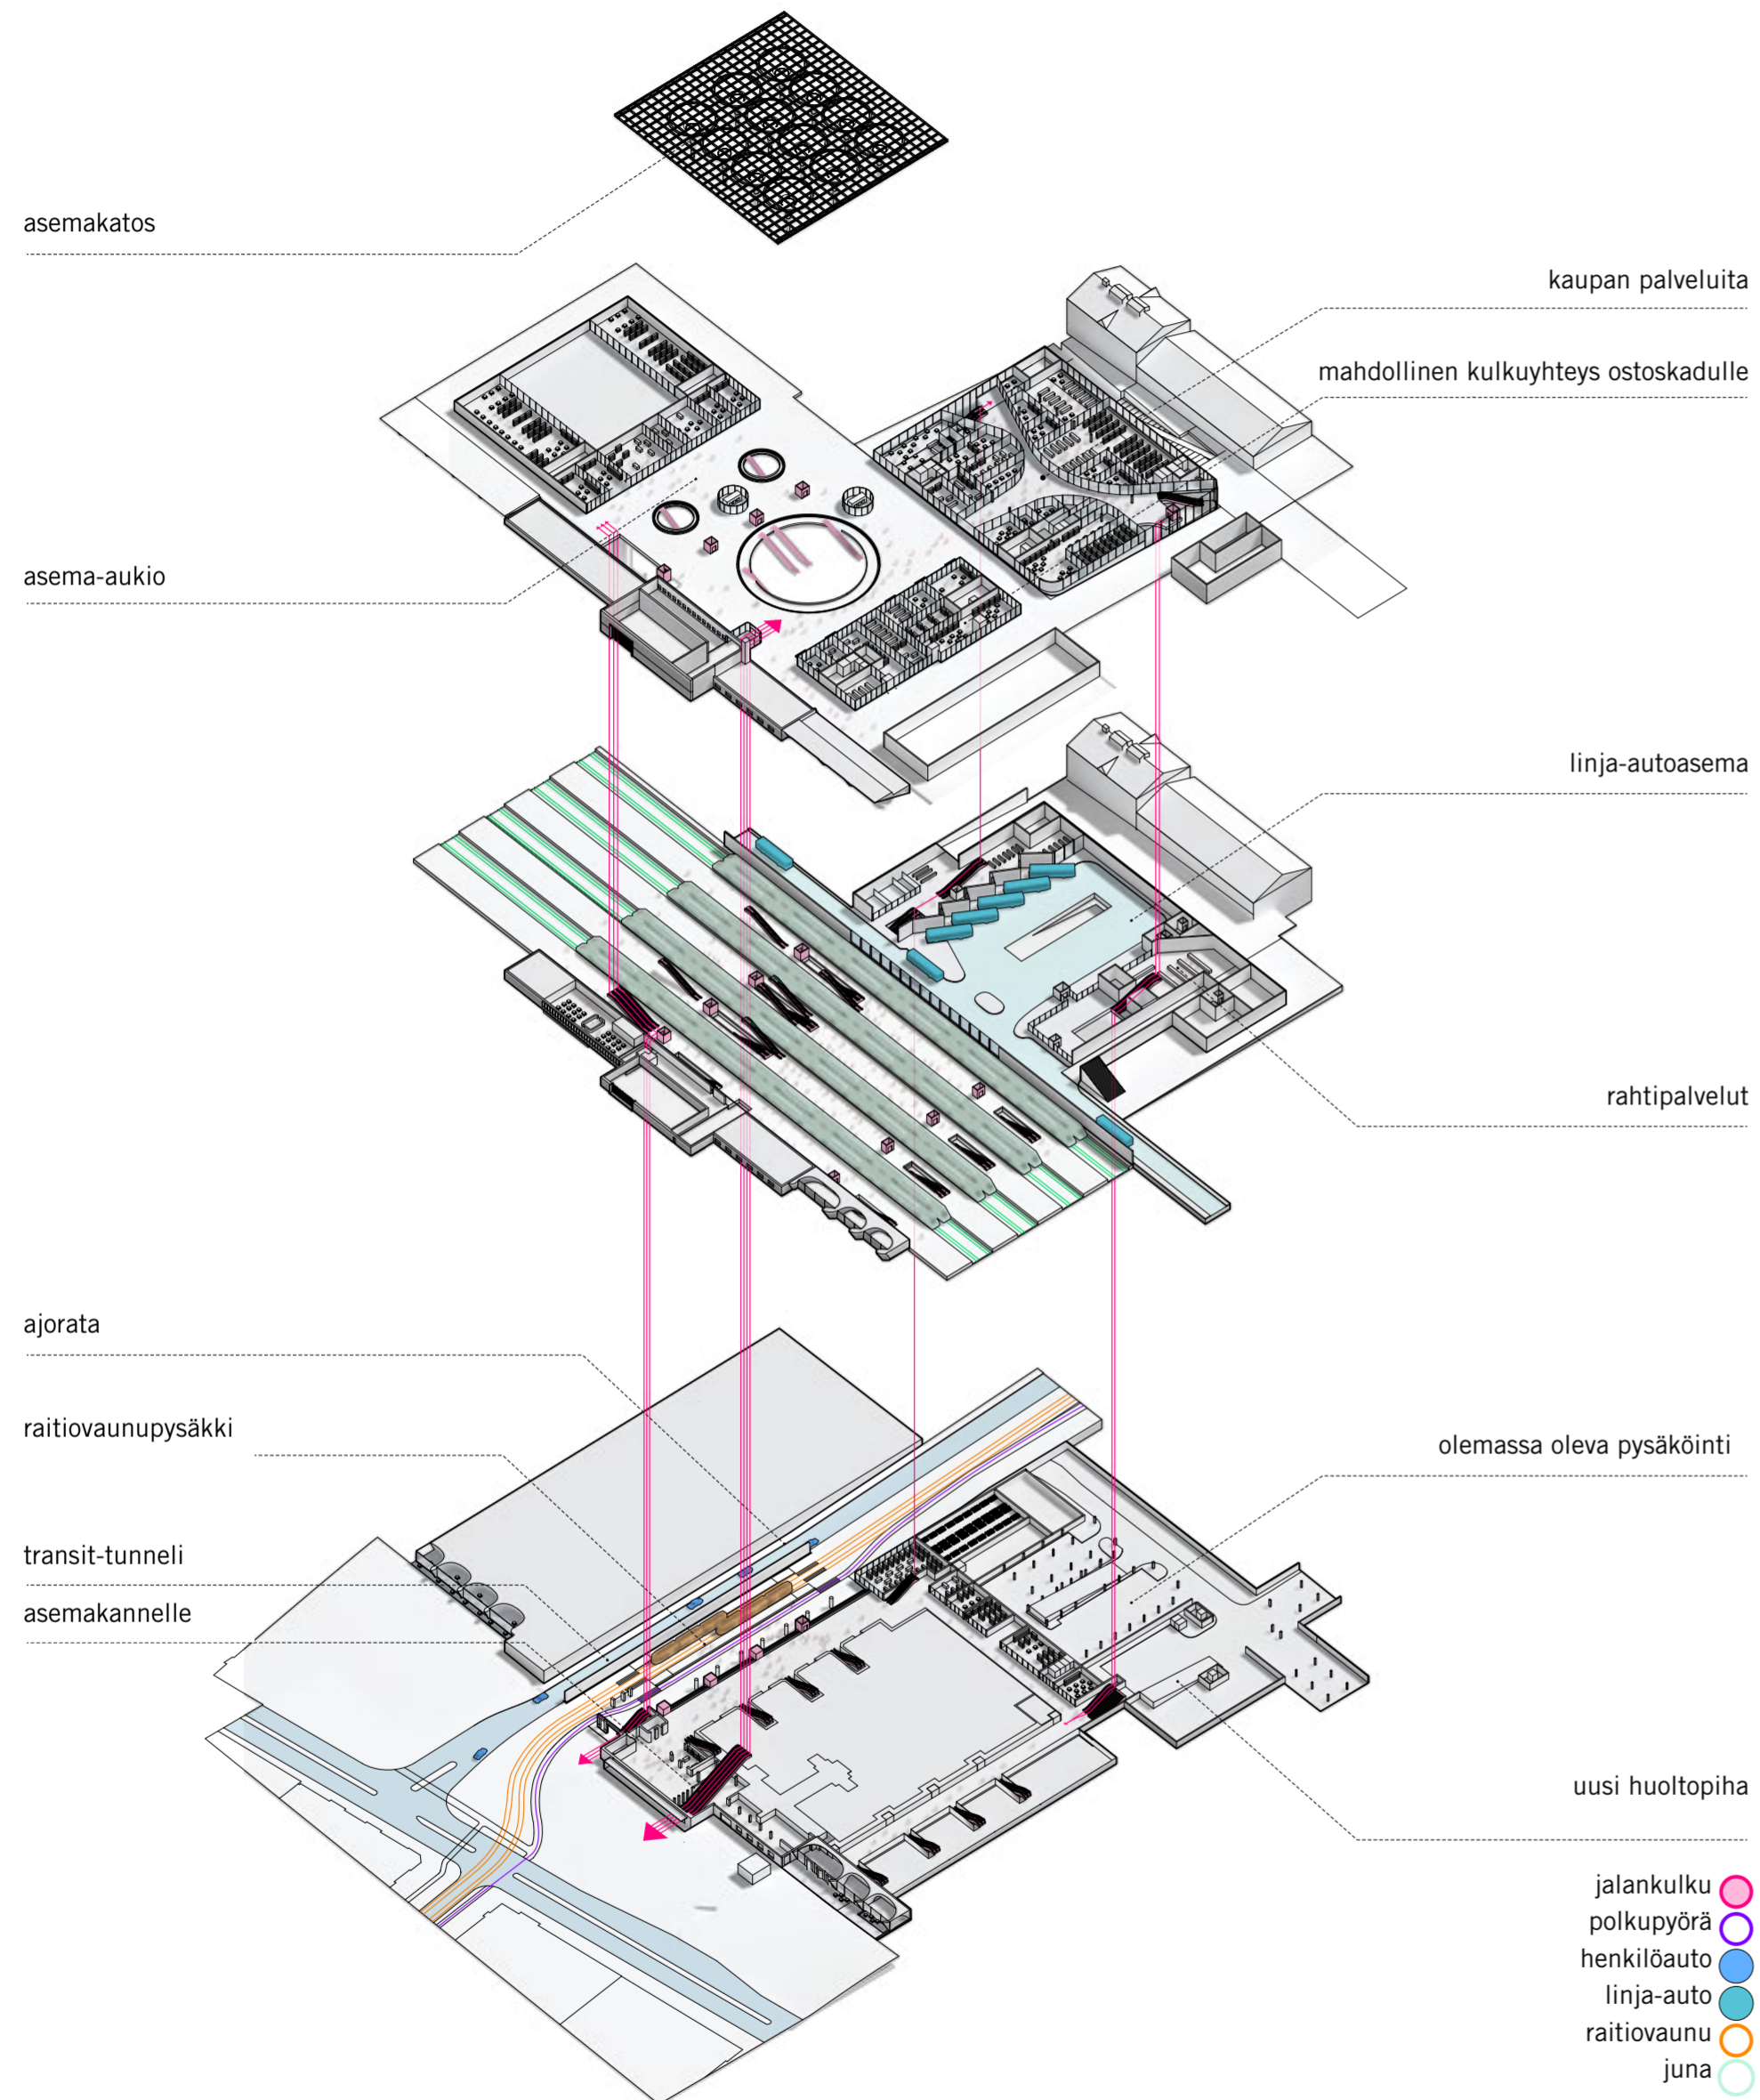 asemakatos
kaupan palveluita
mahdollinen kulkuyhteys ostoskadulle
asema-aukio
linja-autoasema
rahtipalvelut
ajorata
raitiovaunupysäkki
olemassa oleva pysäköinti
transit-tunneli
asemakannelle
uusi huoltopiha
jalankulku
polkupyörä
henkilöauto
linja-auto
raitiovaunu
juna